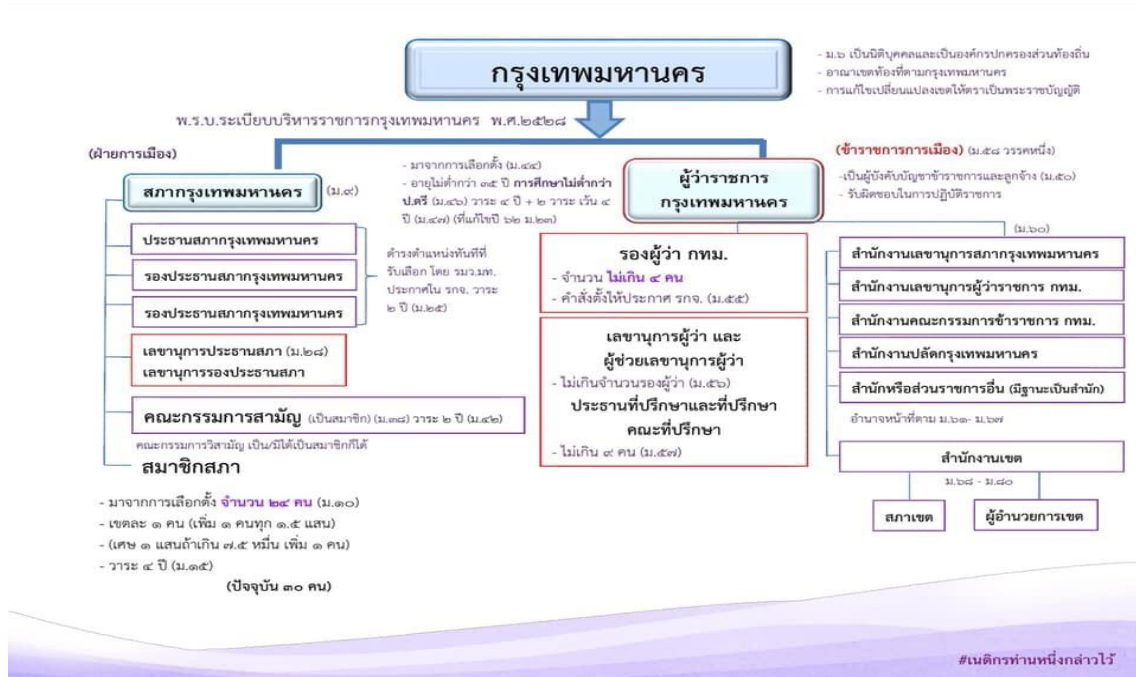 กรุงเทพมหานคร
- ม.๖ เป็นนิติบุคคลและเป็นองค์กรปกครองส่วนท้องถิ่น
- อาณาเขตท้องที่ตามกรุงเทพมหานคร
- การแก้ไขเปลี่ยนแปลงเขตให้ตราเป็นพระราชบัญญัติ
พ.ร.บ.ระเบียบบริหารราชการกรุงเทพมหานคร พ.ศ.๒๕๒๘
(ฝ่ายการเมือง)
สภากรุงเทพมหานคร
(ม.๙)
ประธานสภากรุงเทพมหานคร
รองประธานสภากรุงเทพมหานคร
รองประธานสภากรุงเทพมหานคร
ดำรงตำแหน่งทันทีที่
รับเลือก โดย รมว.มท.
ประกาศใน รกจ. วาระ
๒ ปี (ม.๒๕)
เลขานุการประธานสภา (ม.๒๘)
เลขานุการรองประธานสภา
คณะกรรมการสามัญ (เป็นสมาชิก) (ม.๓๘) วาระ ๒ ปี (ม.๔๒)
คณะกรรมการวิสามัญ เป็น/มิได้เป็นสมาชิกก็ได้
สมาชิกสภา
- มาจากการเลือกตั้ง จำนวน ๒๔ คน (ม.๑๐)
- เขตละ ๑ คน (เพิ่ม ๑ คนทุก ๑.๕ แสน)
- (เศษ ๑ แสนถ้าเกิน ๗.๕ หมื่น เพิ่ม ๑ คน)
- วาระ ๔ ปี (ม.๑๕)
(ปัจจุบัน ๓๐ คน)
- มาจากการเลือกตั้ง (ม.๔๔)
- อายุไม่ต่ำกว่า ๓๕ ปี การศึกษาไม่ต่ำกว่า
ป.ตรี (ม.๔๖) วาระ ๔ ปี + ๒ วาระ เว้น ๔
ปี (ม.๔๗) (ที่แก้ไขปี ๖๒ ม.๒๓)
ผู้ว่าราชการ
กรุงเทพมหานคร
(ข้าราชการการเมือง) (ม.๕๘ วรรคหนึ่ง)
-เป็นผู้บังคับบัญชาข้าราชการและลูกจ้าง (ม.๕๐)
- รับผิดชอบในการปฏิบัติราชการ
รองผู้ว่า กทม.
- จำนวน ไม่เกิน ๔ คน
- คำสั่งตั้งให้ประกาศ รกจ. (ม.๕๕)
เลขานุการผู้ว่า และ
ผู้ช่วยเลขานุการผู้ว่า
- ไม่เกินจำนวนรองผู้ว่า (ม.๕๖)
ประธานที่ปรึกษาและที่ปรึกษา
คณะที่ปรึกษา
- ไม่เกิน ๙ คน (ม.๕๗)
(ม.๖๐)
สำนักงานเลขานุการสภากรุงเทพมหานคร
สำนักงานเลขานุการผู้ว่าราชการ กทม.
สำนักงานคณะกรรมการข้าราชการ กทม.
สำนักงานปลัดกรุงเทพมหานคร
สำนักหรือส่วนราชการอื่น (มีฐานะเป็นสำนัก)
อำนาจหน้าที่ตาม ม.๖๑- ม.๖๗
สำนักงานเขต
ม.๖๘ - ม.๘๐
สภาเขต
ผู้อำนวยการเขต
#เนติกรท่านหนึ่งกล่าวไว้